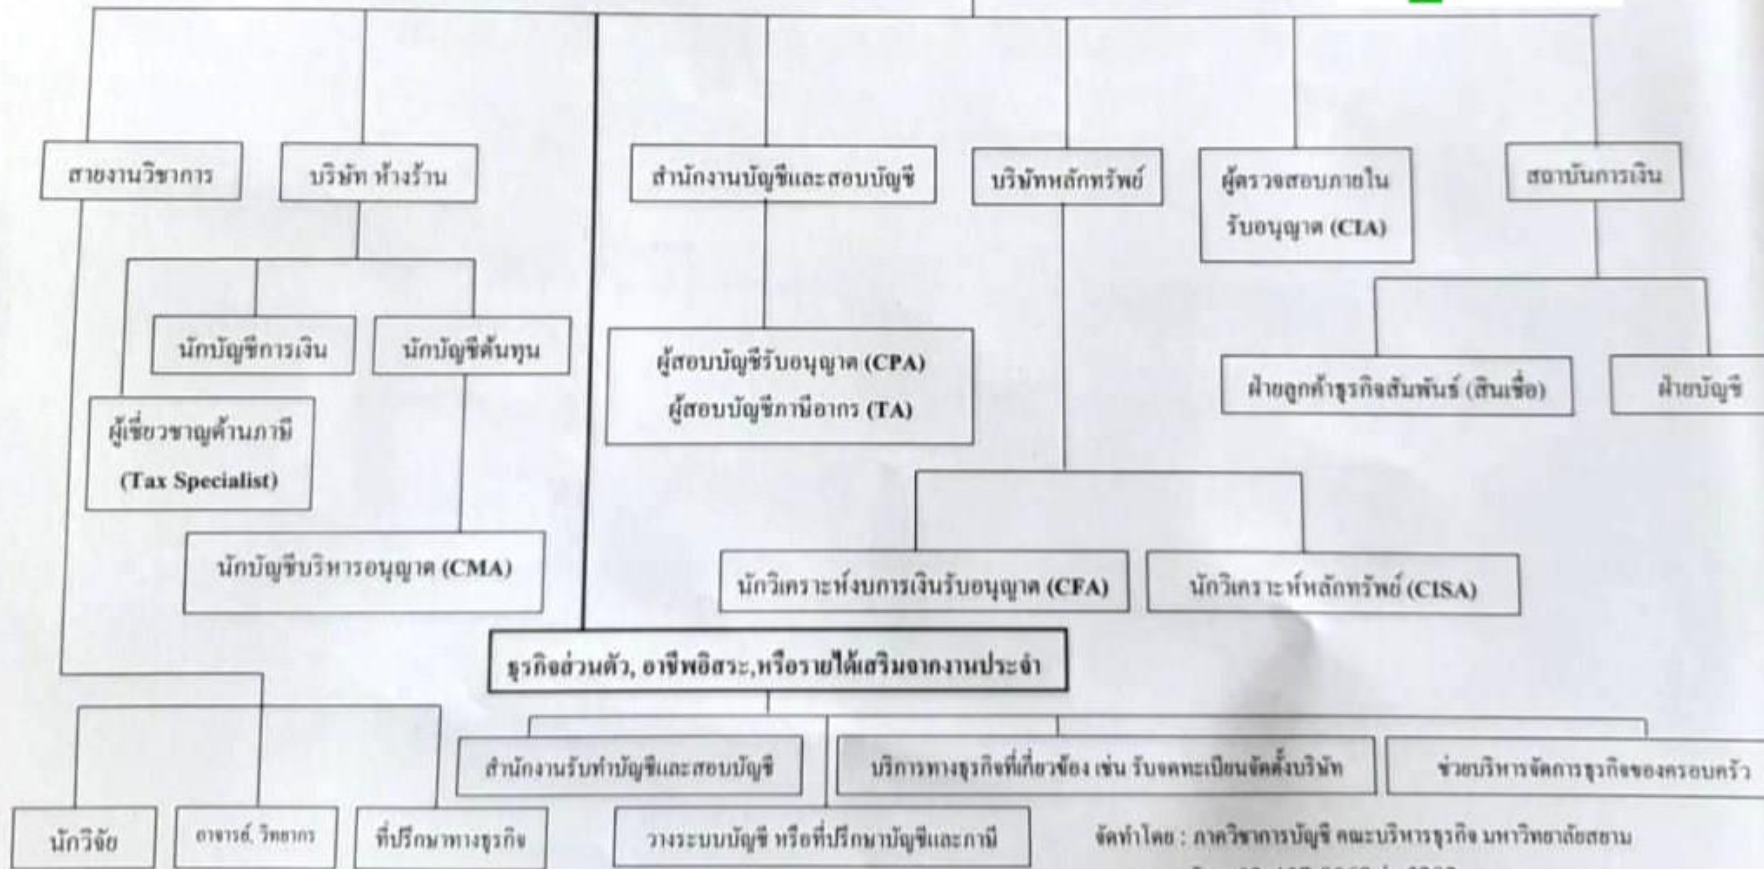 สายงานวิชาการ
บริษัท ห้างร้าน
สำนักงานบัญชีและสอบบัญชี
บริษัทหลักทรัพย์
ผู้ตรวจสอบภายใน
รับอนุญาต (CIA)
สถาบันการเงิน
นักบัญชีการเงิน
นักบัญชีต้นทุน
ผู้สอบบัญชีรับอนุญาต (CPA)
ผู้สอบบัญชีภาษีอากร (TA)
ฝ่ายลูกค้าธุรกิจสัมพันธ์ (สินเชื่อ)
ฝ่ายบัญชี
ผู้เชี่ยวชาญด้านภาษี
(Tax Specialist)
นักบัญชีบริหารอนุญาต (CMA)
นักวิเคราะห์งบการเงินรับอนุญาต (CFA)
นักวิเคราะห์หลักทรัพย์ (CISA)
ธุรกิจส่วนตัว, อาชีพอิสระ,หรือรายได้เสริมจากงานประจำ
สำนักงานรับทำบัญชีและสอบบัญชี
บริการทางธุรกิจที่เกี่ยวข้อง เช่น รับจดทะเบียนจัดตั้งบริษัท
ช่วยบริหารจัดการธุรกิจของครอบครัว
นักวิจัย
อาจารย์, วิทยากร
ที่ปรึกษาทางธุรกิจ
วางระบบบัญชี หรือที่ปรึกษาบัญชีและภาษี
จัดทำโดย : ภาควิชาการบัญชี คณะบริหารธุรกิจ มหาวิทยาลัยสยาม